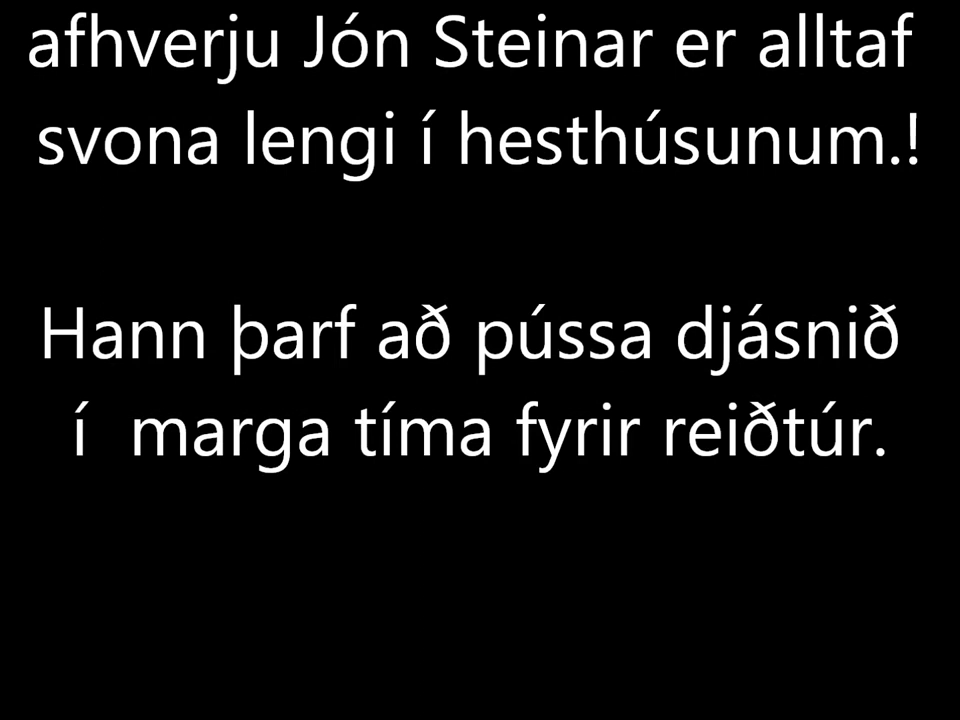 afhverju Jón Steinar er alltaf
svona lengi í hesthúsunum.!
Hann þarf að pússa djásnið
í  marga tíma fyrir reiðtúr.